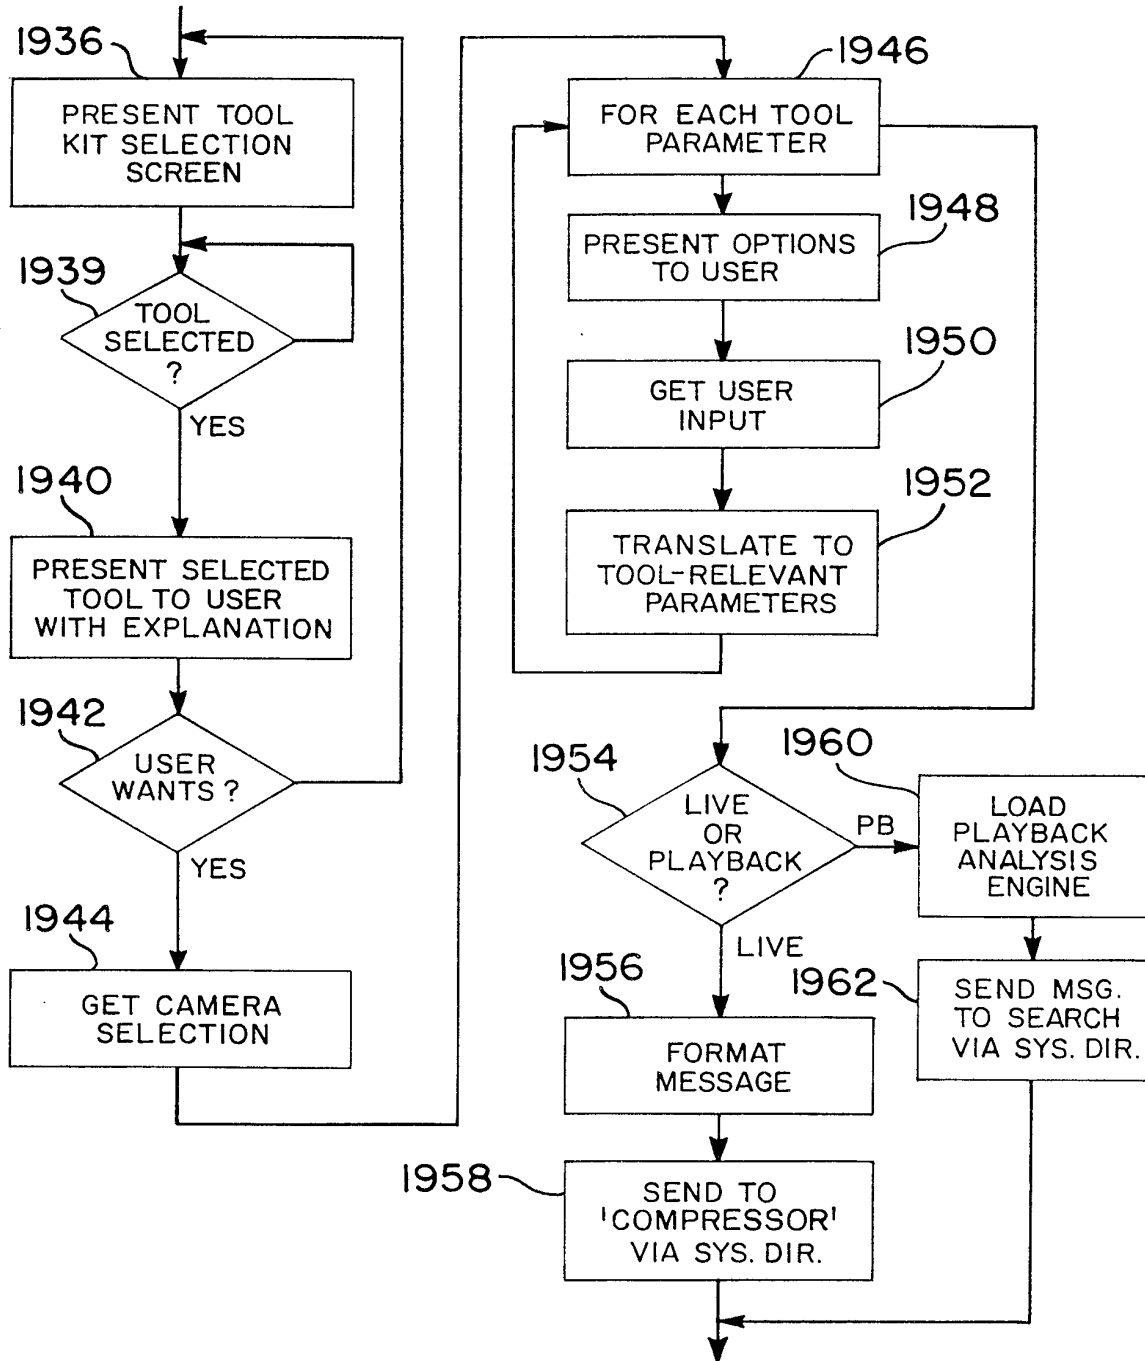 1936
PRESENT TOOL
KIT SELECTION
SCREEN
1939
TOOL
SELECTED
?
YES
1940
PRESENT SELECTED
TOOL TO USER
WITH EXPLANATION
1942
USER
WANTS ?
YES
1944
GET CAMERA
SELECTION
1946
FOR EACH TOOL
PARAMETER
1948
PRESENT OPTIONS
TO USER
1950
GET USER
INPUT
1952
TRANSLATE TO
TOOL-RELEVANT
PARAMETERS
1954
LIVE
OR
PLAYBACK
?
PB
LIVE
1960
LOAD
PLAYBACK
ANALYSIS
ENGINE
1962
SEND MSG.
TO SEARCH
VIA SYS. DIR.
1956
FORMAT
MESSAGE
1958
SEND TO
'COMPRESSOR'
VIA SYS. DIR.